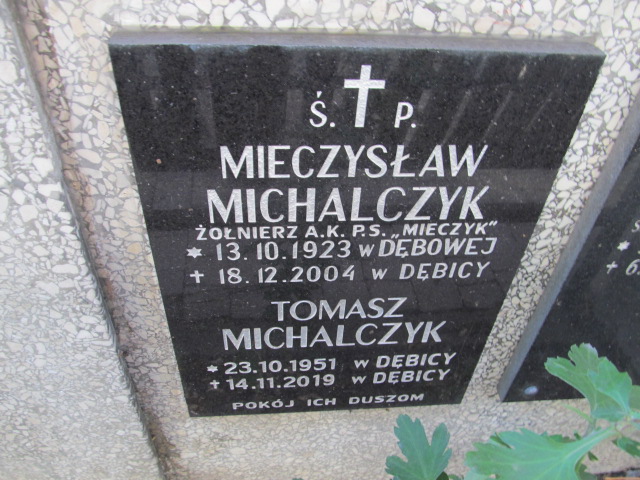 Ś. P.
MIECZYSŁAW
MICHALCZYK
ŻOŁNIERZ A.K. P.S. „MIECZYK"
* 13.10.1923 w DĘBOWEJ
+ 18.12.2004 w DĘBICY
TOMASZ
MICHALCZYK
* 23.10.1951 w DĘBICY
+ 14.11.2019 w DĘBICY
POKÓJ ICH DUSZOM